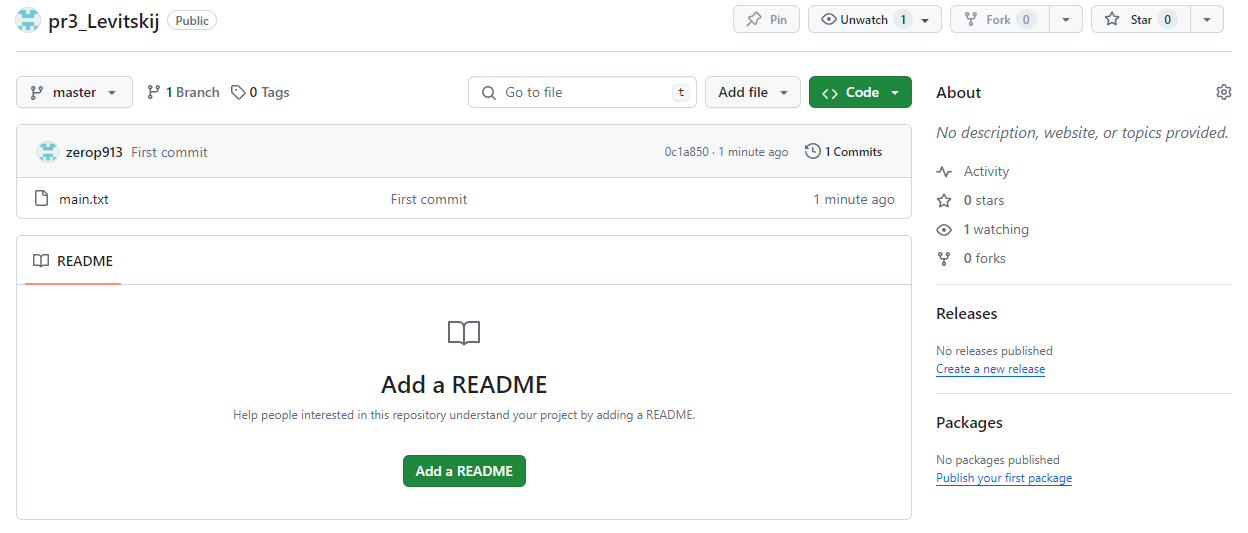 pr3_Levitskij Public Pin Unwatch 1 Fork 0 Star 0
master 1 Branch 0 Tags Go to file t Add file Code
zerop913 First commit 0c1a850 · 1 minute ago 1 Commits
main.txt First commit 1 minute ago
README
Add a README
Help people interested in this repository understand your project by adding a README.
Add a README
About
No description, website, or topics provided.
Activity
0 stars
1 watching
0 forks
Releases
No releases published
Create a new release
Packages
No packages published
Publish your first package